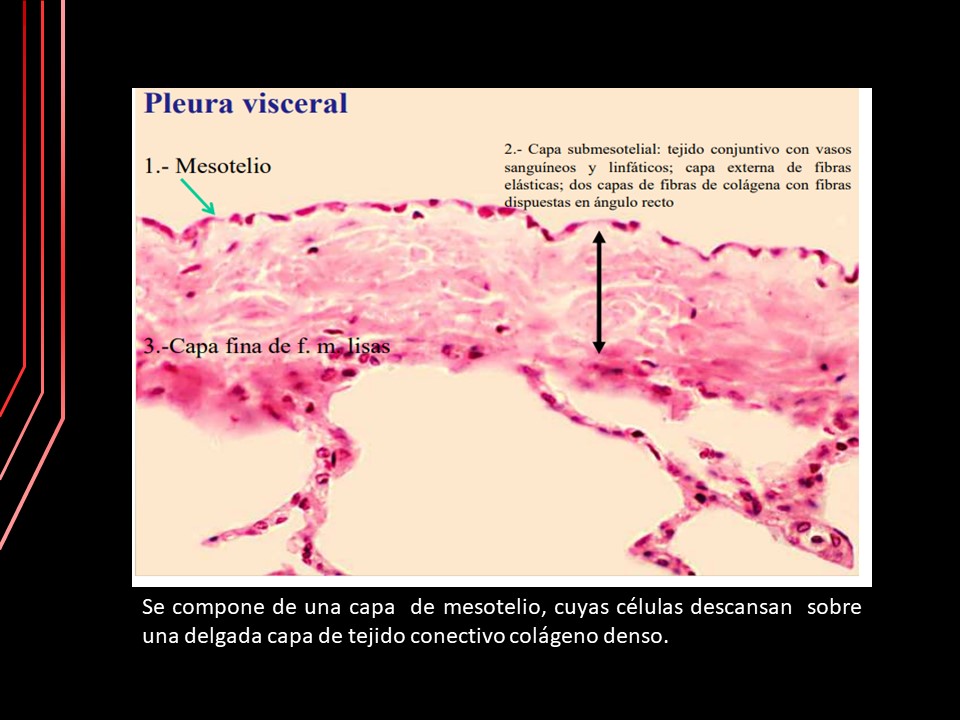 Pleura visceral
1.- Mesotelio
2.- Capa submesotelial: tejido conjuntivo con vasos
sanguíneos y linfáticos; capa externa de fibras
elásticas; dos capas de fibras de colágena con fibras
dispuestas en ángulo recto
3.-Capa fina de f. m. lisas
Se compone de una capa de mesotelio, cuyas células descansan sobre
una delgada capa de tejido conectivo colágeno denso.